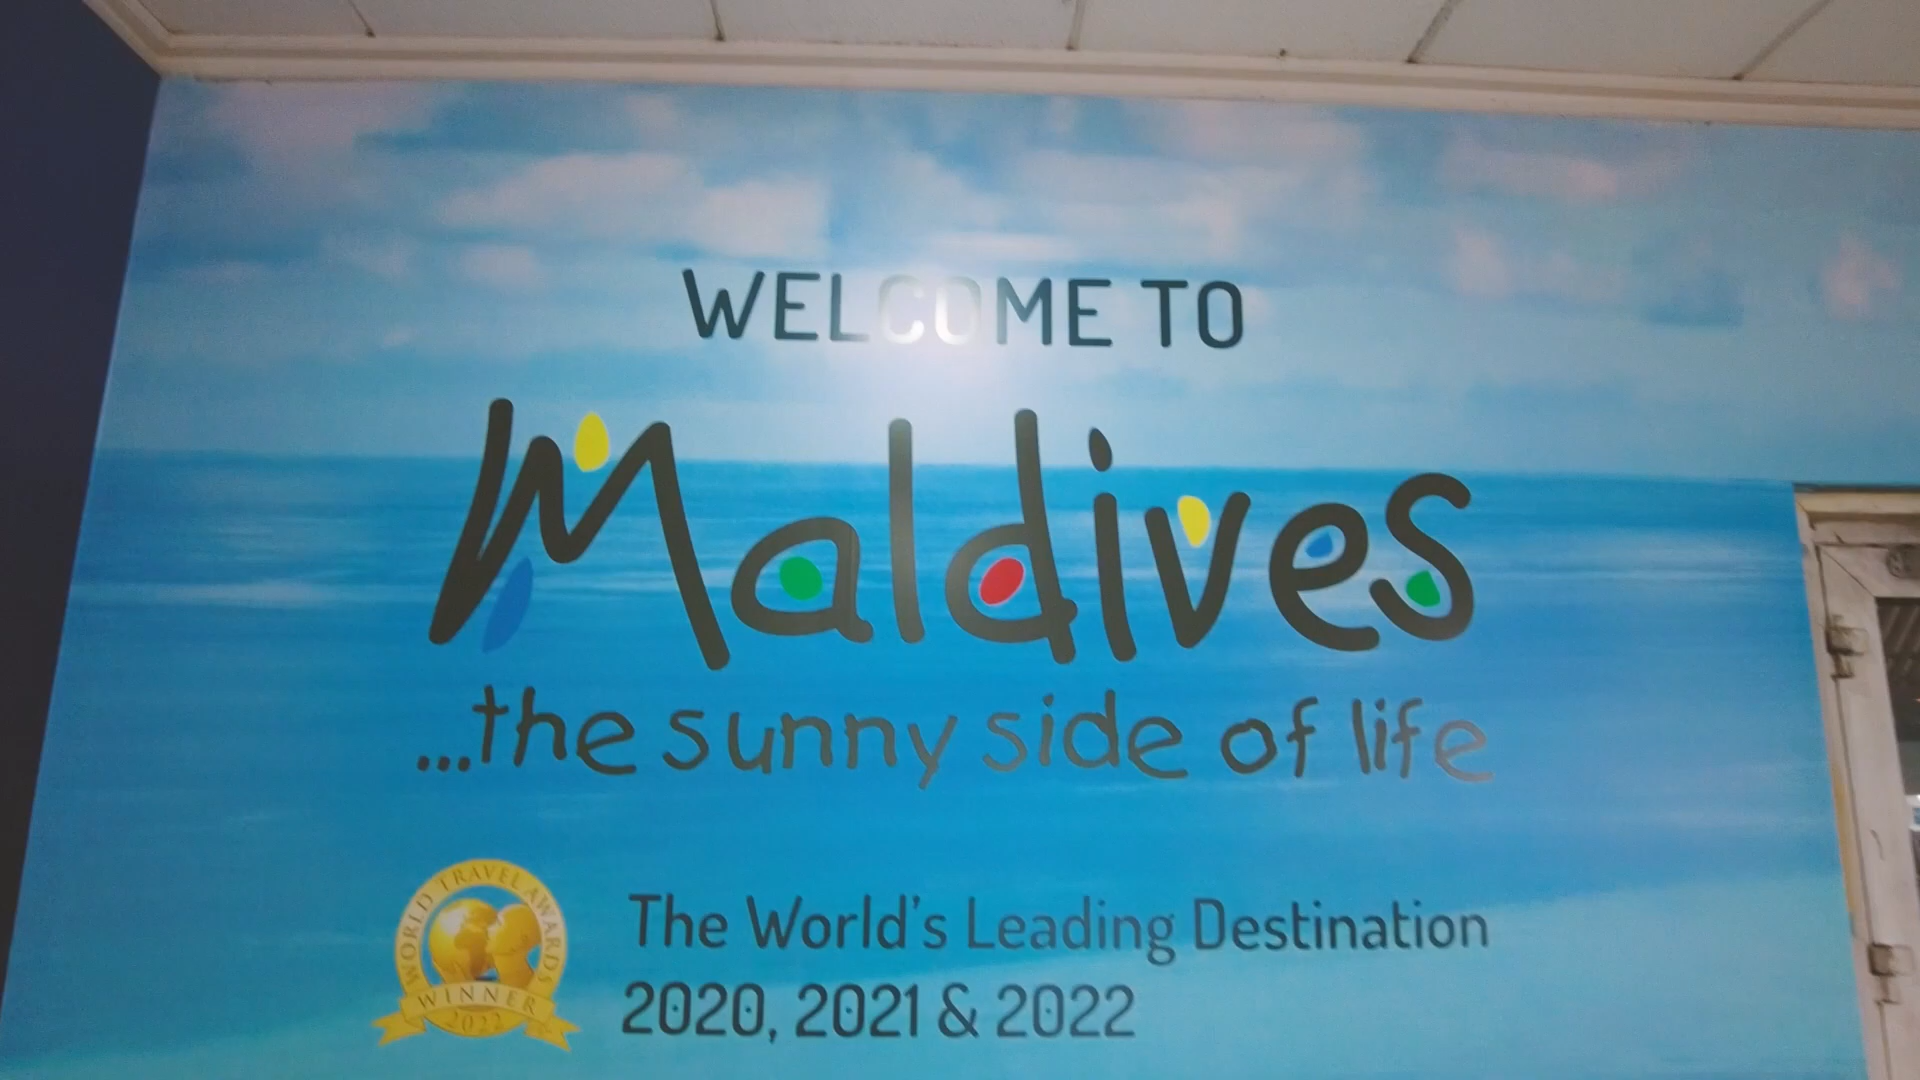 WELCOME TO
Maldives
...the sunny side of life
WORLD TRAVEL AWARDS
WINNER
2022
The World's Leading Destination
2020, 2021 & 2022